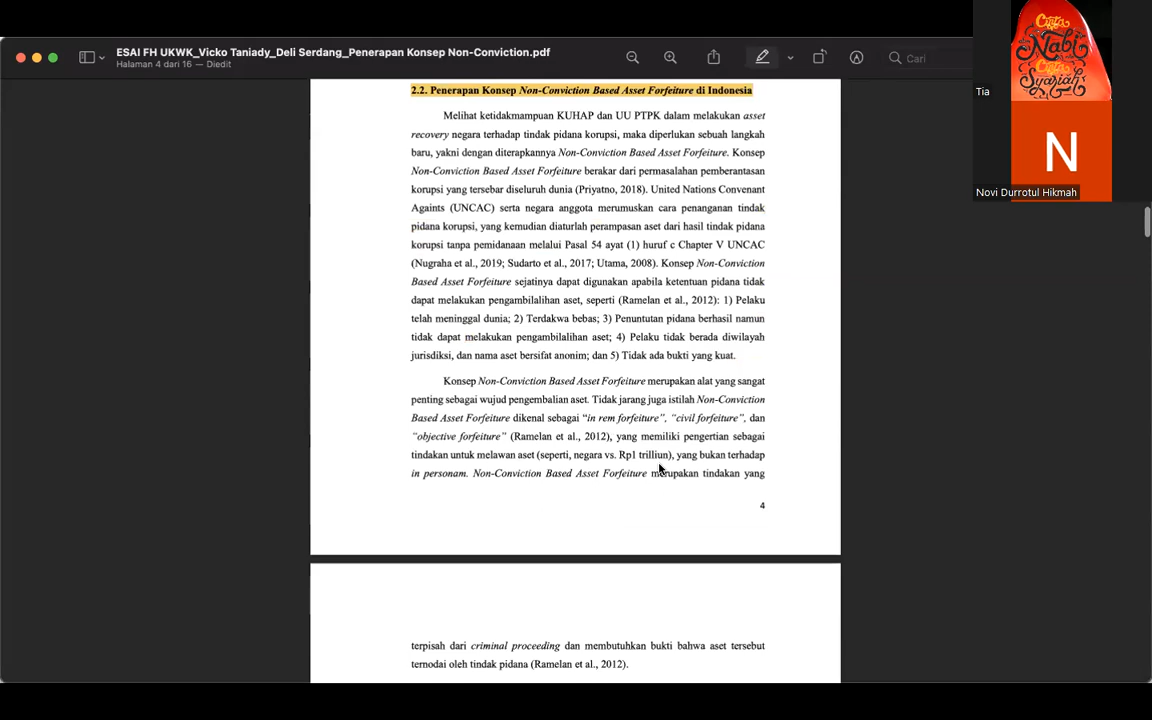 ESAI FH UKWK_Vicko Taniady_Deli Serdang_Penerapan Konsep Non-Conviction.pdf
Halaman 4 dari 16 — Diedit
Cari
Cinta
Nabi
Cinta
Syariah
Tia
N
Novi Durrotul Hikmah
2.2. Penerapan Konsep Non-Conviction Based Asset Forfeiture di Indonesia
Melihat ketidakmampuan KUHAP dan UU PTPK dalam melakukan asset
recovery negara terhadap tindak pidana korupsi, maka diperlukan sebuah langkah
baru, yakni dengan diterapkannya Non-Conviction Based Asset Forfeiture. Konsep
Non-Conviction Based Asset Forfeiture berakar dari permasalahan pemberantasan
korupsi yang tersebar diseluruh dunia (Priyatno, 2018). United Nations Convenant
Againts (UNCAC) serta negara anggota merumuskan cara penanganan tindak
pidana korupsi, yang kemudian diaturlah perampasan aset dari hasil tindak pidana
korupsi tanpa pemidanaan melalui Pasal 54 ayat (1) huruf c Chapter V UNCAC
(Nugraha et al., 2019; Sudarto et al., 2017; Utama, 2008). Konsep Non-Conviction
Based Asset Forfeiture sejatinya dapat digunakan apabila ketentuan pidana tidak
dapat melakukan pengambilalihan aset, seperti (Ramelan et al., 2012): 1) Pelaku
telah meninggal dunia; 2) Terdakwa bebas; 3) Penuntutan pidana berhasil namun
tidak dapat melakukan pengambilalihan aset; 4) Pelaku tidak berada diwilayah
jurisdiksi, dan nama aset bersifat anonim; dan 5) Tidak ada bukti yang kuat.
Konsep Non-Conviction Based Asset Forfeiture merupakan alat yang sangat
penting sebagai wujud pengembalian aset. Tidak jarang juga istilah Non-Conviction
Based Asset Forfeiture dikenal sebagai “in rem forfeiture”, “civil forfeiture”, dan
“objective forfeiture” (Ramelan et al., 2012), yang memiliki pengertian sebagai
tindakan untuk melawan aset (seperti, negara vs. Rp1 trilliun), yang bukan terhadap
in personam. Non-Conviction Based Asset Forfeiture merupakan tindakan yang
4
terpisah dari criminal proceeding dan membutuhkan bukti bahwa aset tersebut
ternodai oleh tindak pidana (Ramelan et al., 2012).